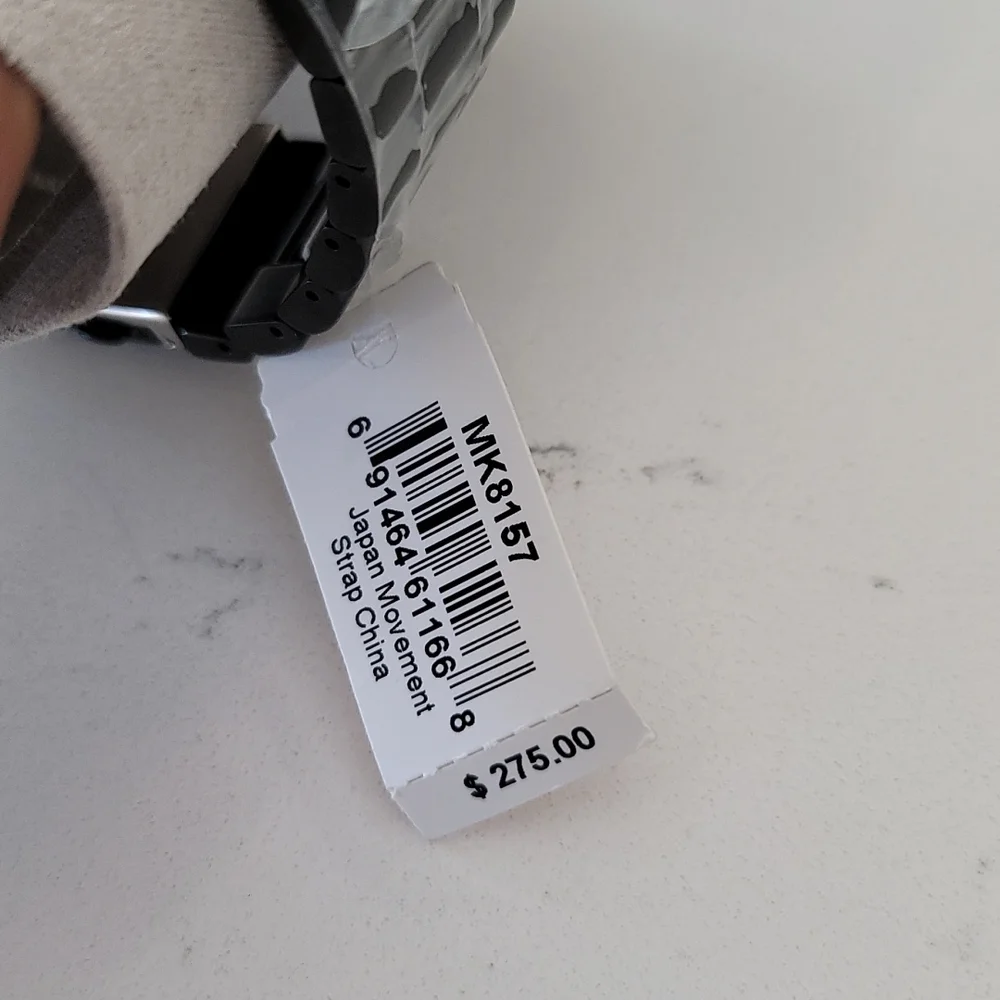 MK8157
6 91464 61166 8
Japan Movement
Strap China
$ 275.00